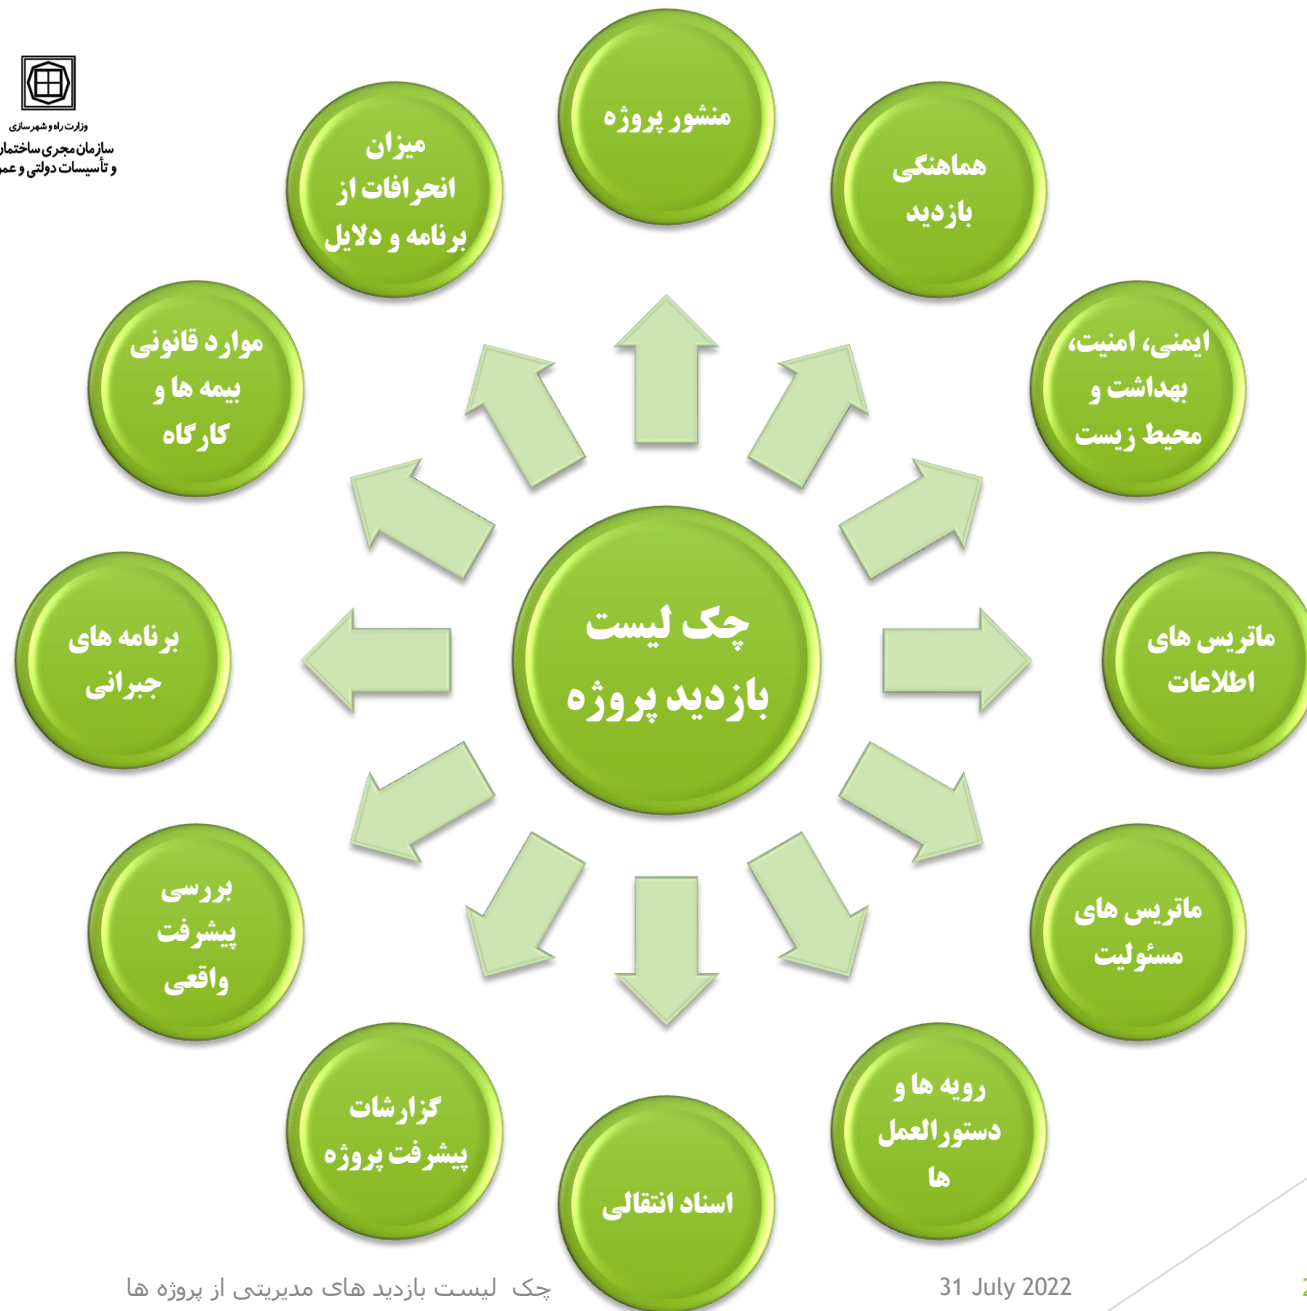 وزارت راه و شهرسازی
سازمان مجری ساختمان
و تأسیسات دولتی و
منشور پروژه
هماهنگی
بازدید
ایمنی، امنیت،
بهداشت و
محیط زیست
ماتریس های
اطلاعات
ماتریس های
مسئولیت
رویه ها و
دستورالعمل
ها
اسناد انتقالی
گزارشات
پیشرفت پروژه
بررسی
پیشرفت
واقعی
برنامه های
جبرانی
موارد قانونی
بیمه ها و
کارگاه
میزان
انحرافات از
برنامه و دلایل
چک لیست
بازدید پروژه
چک لیست بازدید های مدیریتی از پروژه ها
31 July 2022
2